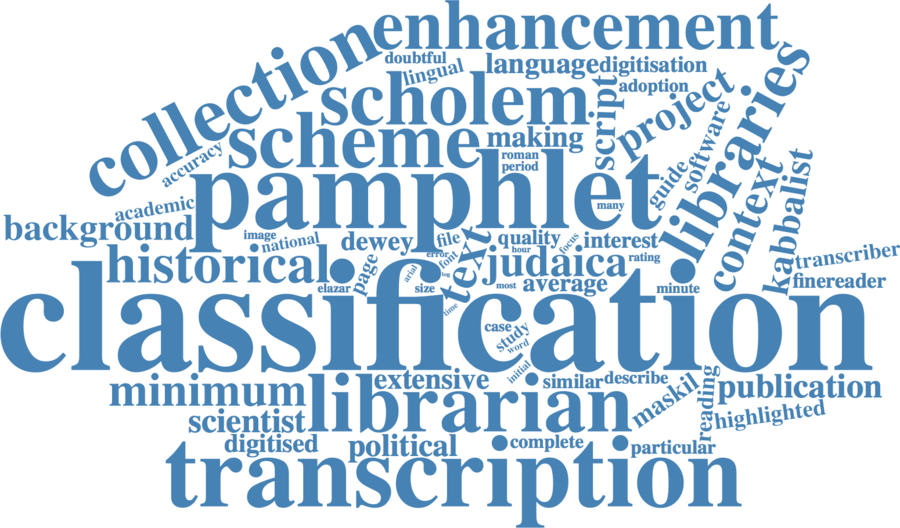 enhancement
collection
doubtful
lingual
language
digitisation
adoption
scholem
script
project
libraries
software
accuracy
scheme
making
roman
period
guide
many
pamphlet
context
kabbalist
academic
background
image
national
dewey
file
error
font
text
quality
hour
focus
interest
rating
historical
page
arial
elazar
size
time
judaica
most
average
minute
transcriber
finereader
classification
case
study
word
initial
minimum
extensive
similar
describe
librarian
maskil
reading
publication
highlighted
scientist
digitised
political
complete
particular
transcription